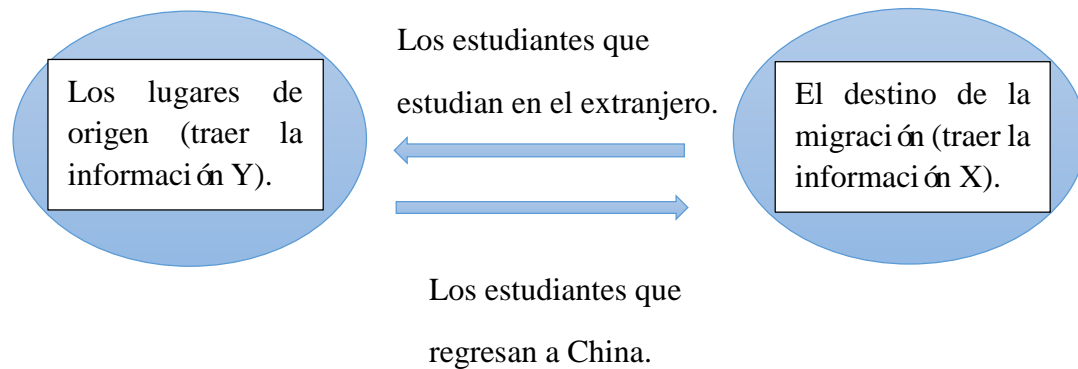 Los lugares de
origen (traer la
información Y).
Los estudiantes que
estudian en el extranjero.
El destino de la
migración (traer la
información X).
Los estudiantes que
regresan a China.